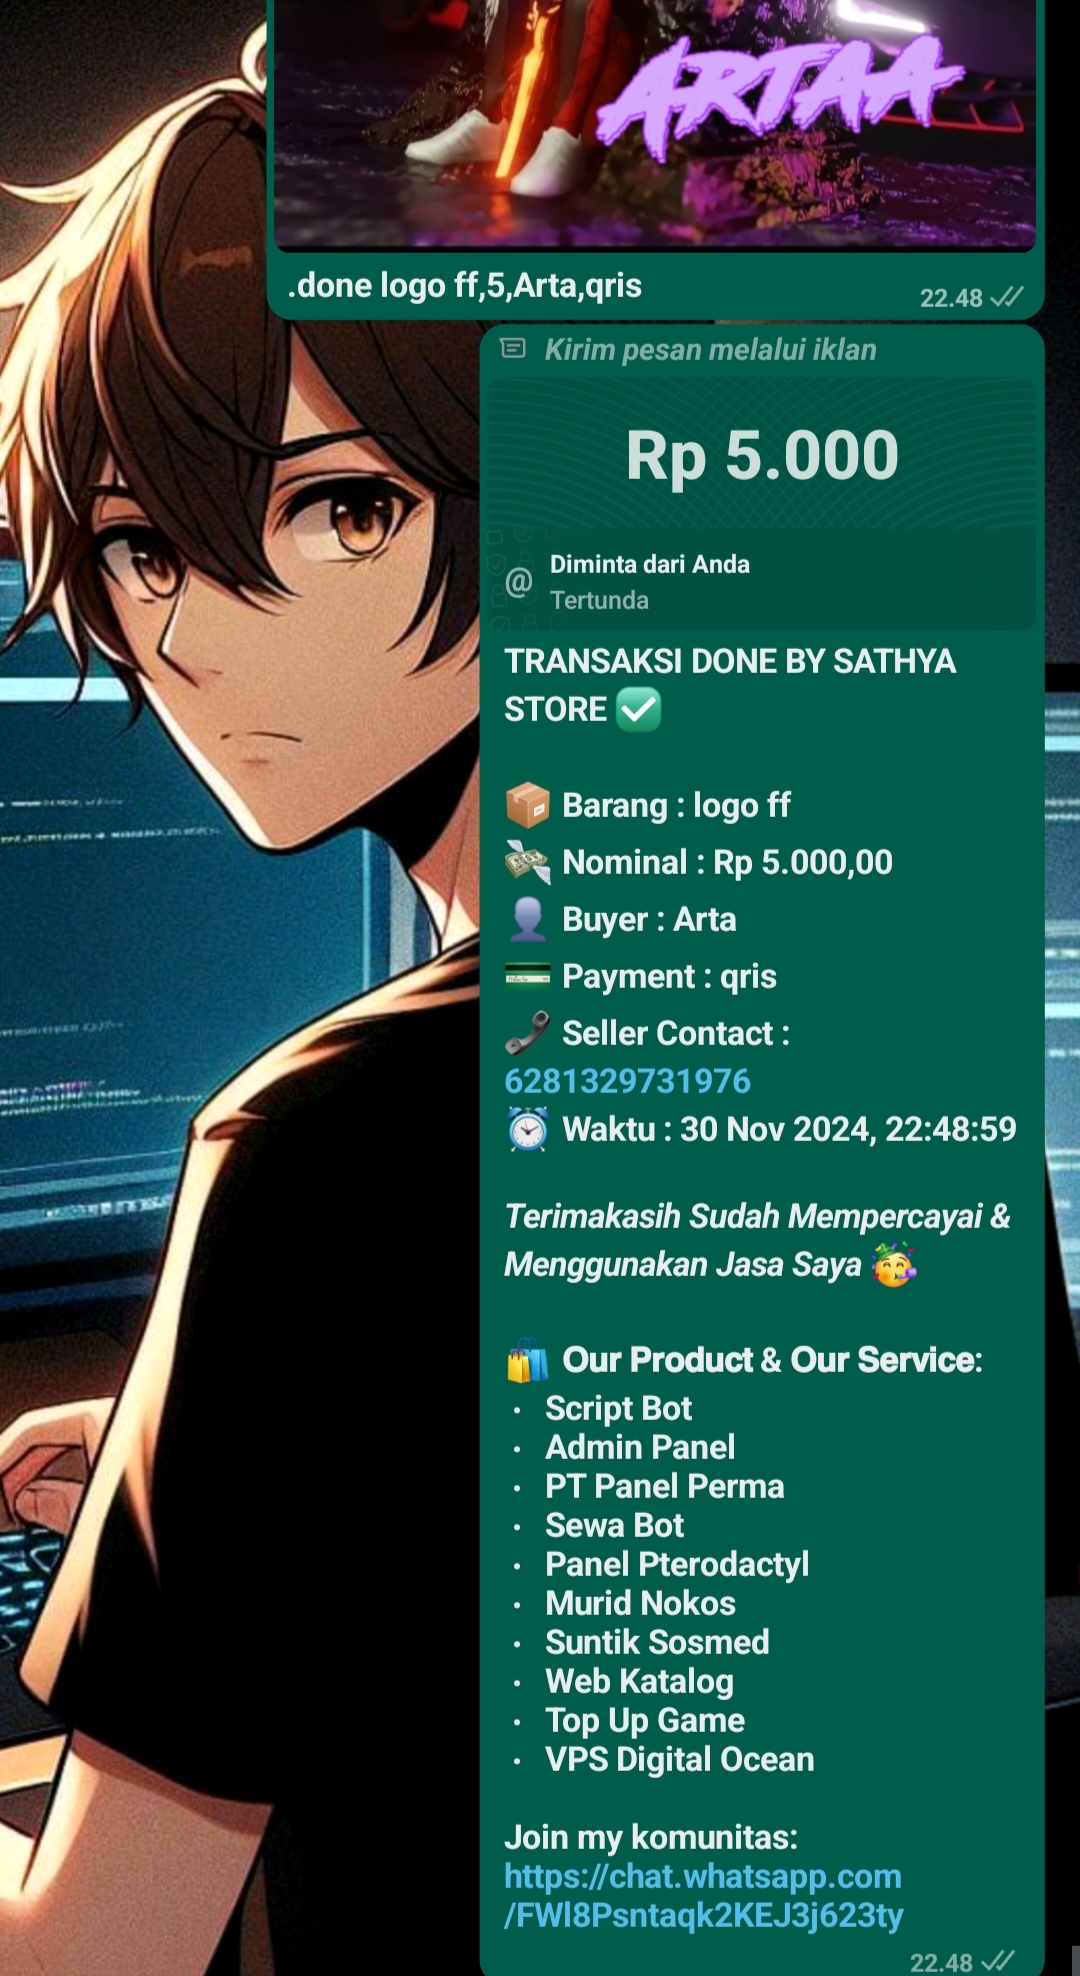 ARTAA
.done logo ff,5,Arta,qris
22.48
Kirim pesan melalui iklan
Rp 5.000
@ Diminta dari Anda
Tertunda
TRANSAKSI DONE BY SATHYA
STORE ✅
📦 Barang : logo ff
💸 Nominal : Rp 5.000,00
👤 Buyer : Arta
💳 Payment : qris
📞 Seller Contact :
6281329731976
⏰ Waktu : 30 Nov 2024, 22:48:59
Terimakasih Sudah Mempercayai &
Menggunakan Jasa Saya 🥳
🛍️ Our Product & Our Service:
• Script Bot
• Admin Panel
• PT Panel Perma
• Sewa Bot
• Panel Pterodactyl
• Murid Nokos
• Suntik Sosmed
• Web Katalog
• Top Up Game
• VPS Digital Ocean
Join my komunitas:
https://chat.whatsapp.com
/FWl8Psntaqk2KEJ3j623ty
22.48